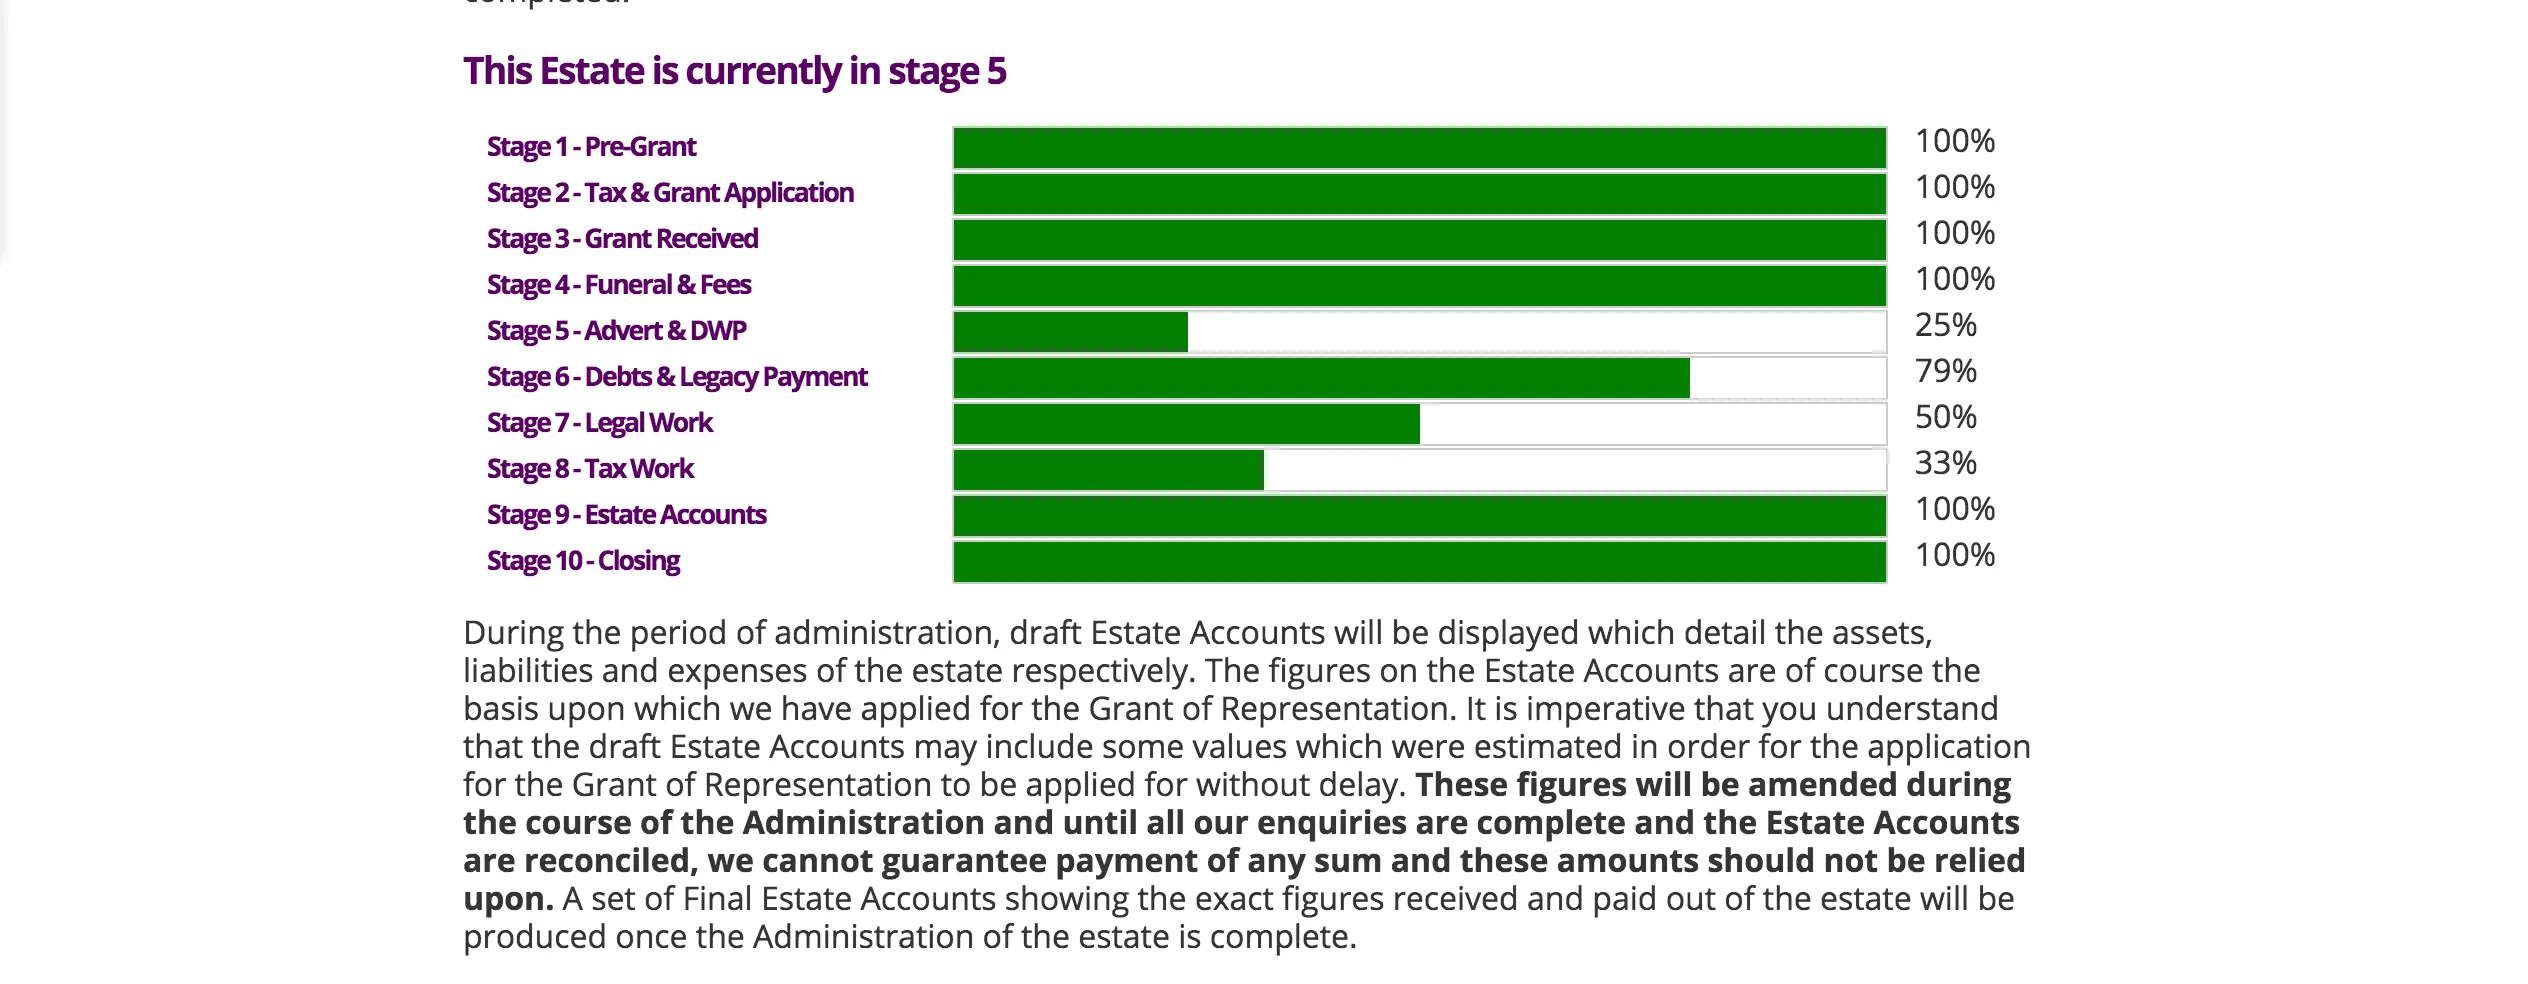 completed.
This Estate is currently in stage 5
Stage 1 - Pre-Grant 100%
Stage 2 - Tax & Grant Application 100%
Stage 3 - Grant Received 100%
Stage 4 - Funeral & Fees 100%
Stage 5 - Advert & DWP 25%
Stage 6 - Debts & Legacy Payment 79%
Stage 7 - Legal Work 50%
Stage 8 - Tax Work 33%
Stage 9 - Estate Accounts 100%
Stage 10 - Closing 100%
During the period of administration, draft Estate Accounts will be displayed which detail the assets,
liabilities and expenses of the estate respectively. The figures on the Estate Accounts are of course the
basis upon which we have applied for the Grant of Representation. It is imperative that you understand
that the draft Estate Accounts may include some values which were estimated in order for the application
for the Grant of Representation to be applied for without delay. These figures will be amended during
the course of the Administration and until all our enquiries are complete and the Estate Accounts
are reconciled, we cannot guarantee payment of any sum and these amounts should not be relied
upon. A set of Final Estate Accounts showing the exact figures received and paid out of the estate will be
produced once the Administration of the estate is complete.